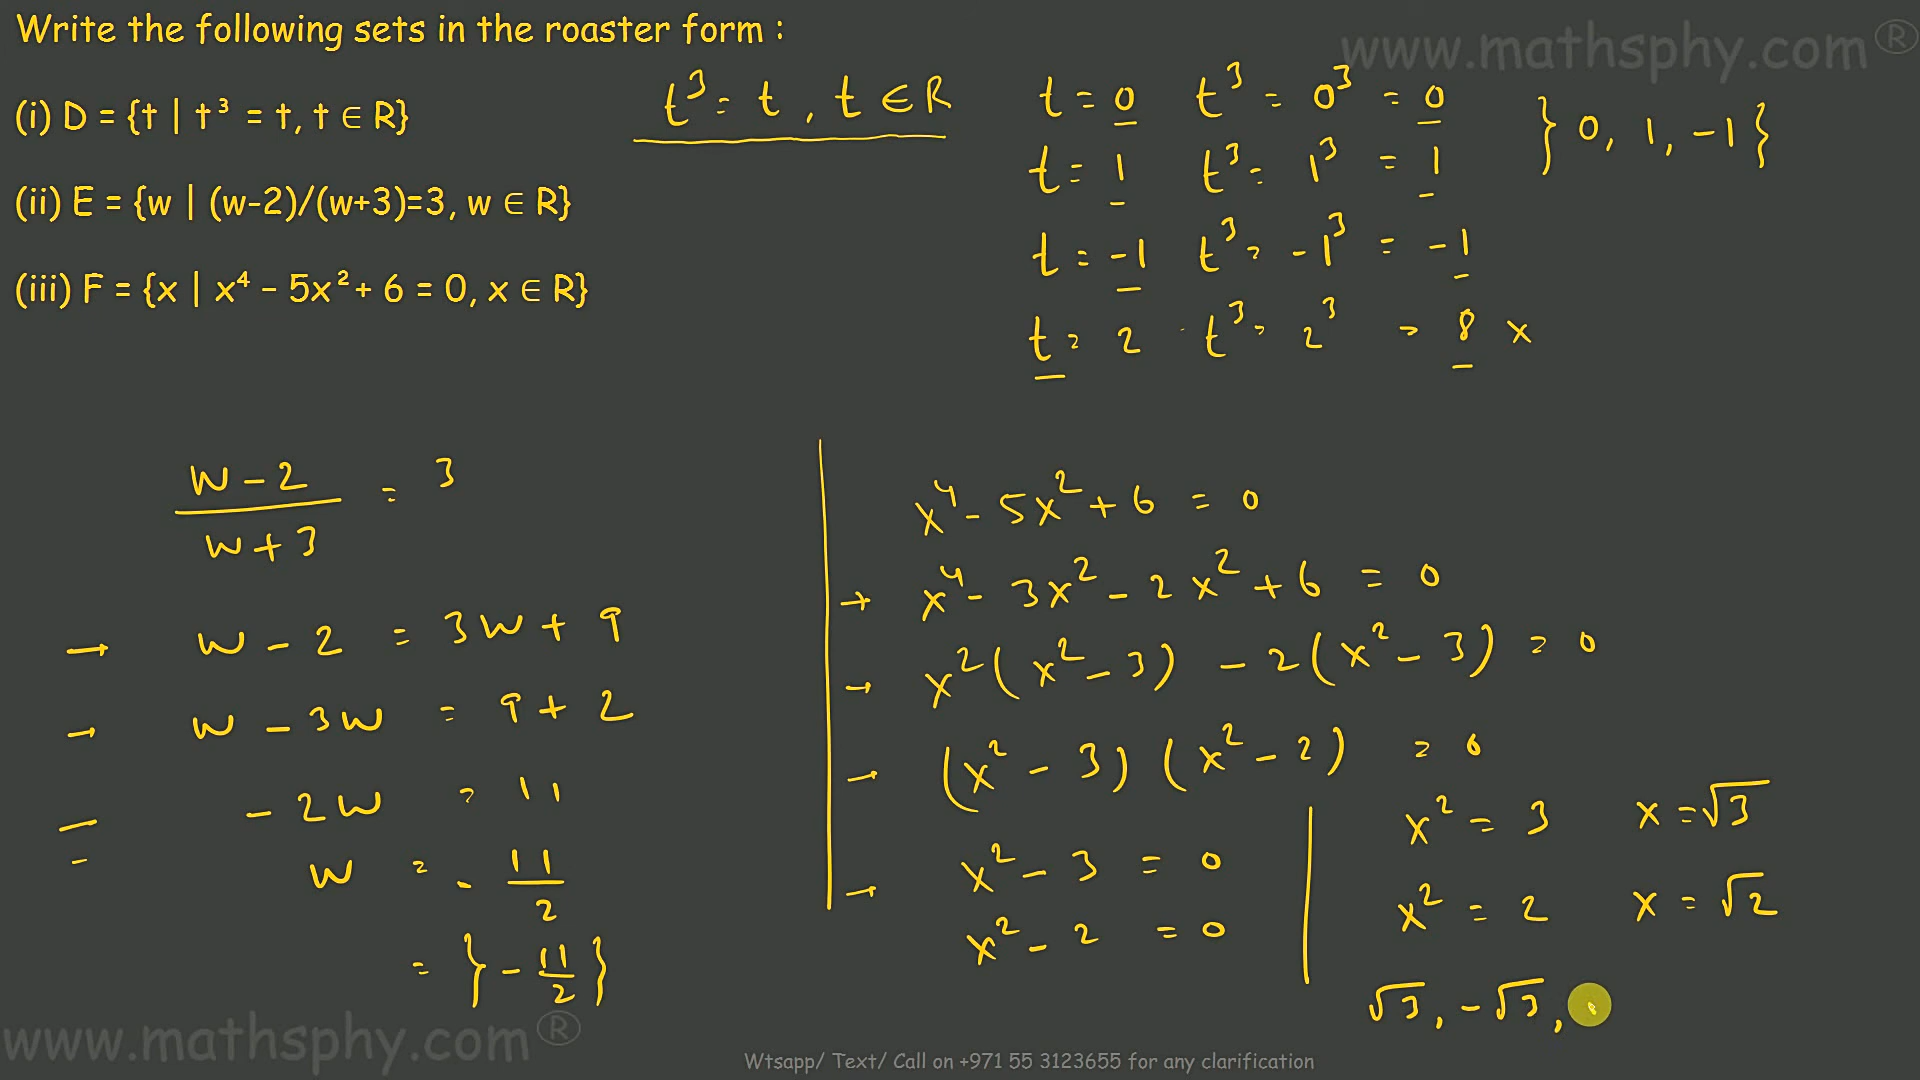 Write the following sets in the roaster form :
www.mathsphy.com®
(i) D = {t | t³ = t, t ∈ R}
(ii) E = {w | (w-2)/(w+3)=3, w ∈ R}
(iii) F = {x | x⁴ – 5x²+ 6 = 0, x ∈ R}
t³ = t , t ∈ R
t = 0 t³ = 0³ = 0
t = 1 t³ = 1³ = 1
t = -1 t³ = -1³ = -1
t = 2 t³ = 2³ = 8 x
} 0, 1, -1 }
w - 2 / w + 3 = 3
→ w - 2 = 3w + 9
→ w - 3w = 9 + 2
= - 2w = 11
w = - 11/2
= } - 11/2 }
x⁴ - 5x² + 6 = 0
→ x⁴ - 3x² - 2x² + 6 = 0
→ x² ( x² - 3 ) - 2 ( x² - 3 ) = 0
→ ( x² - 3 ) ( x² - 2 ) = 0
→ x² - 3 = 0
x² - 2 = 0
x² = 3 x = √3
x² = 2 x = √2
√3 , -√3 ,
www.mathsphy.com®
Wtsapp/ Text/ Call on +971 55 3123655 for any clarification